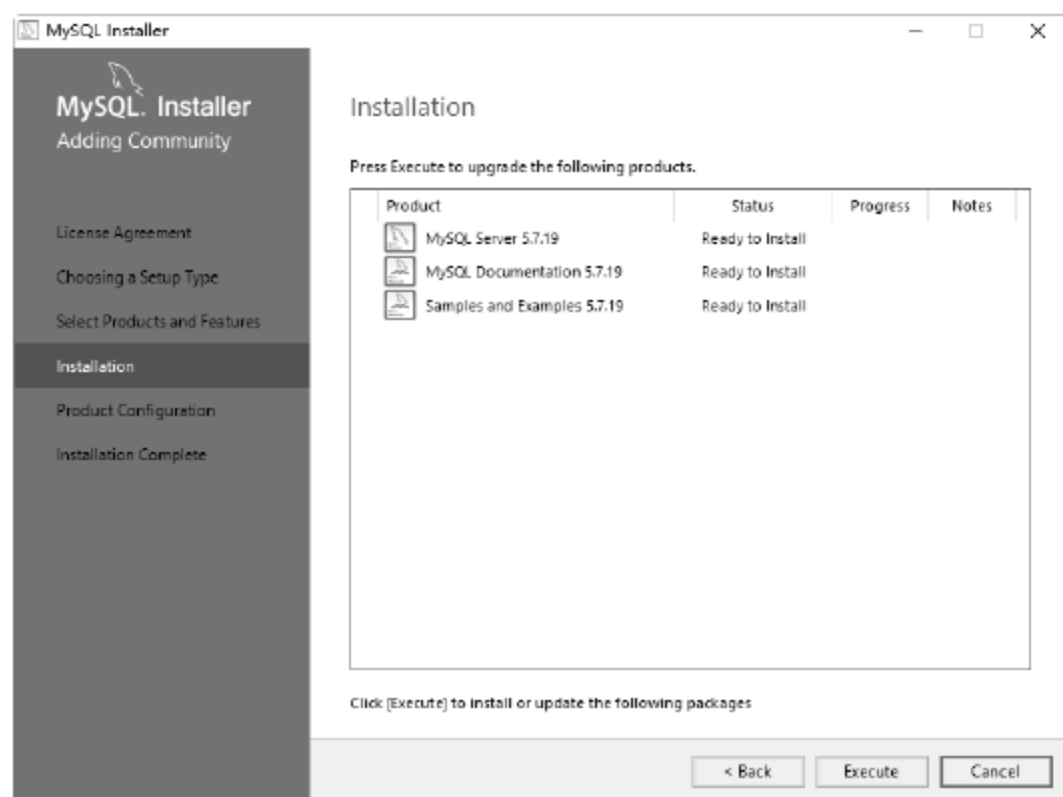 MySQL Installer
MySQL. Installer
Adding Community
License Agreement
Choosing a Setup Type
Select Products and Features
Installation
Product Configuration
Installation Complete
Installation
Press Execute to upgrade the following products.
Product Status Progress Notes
MySQL Server 5.7.19 Ready to Install
MySQL Documentation 5.7.19 Ready to Install
Samples and Examples 5.7.19 Ready to Install
Click [Execute] to install or update the following packages
< Back Execute Cancel